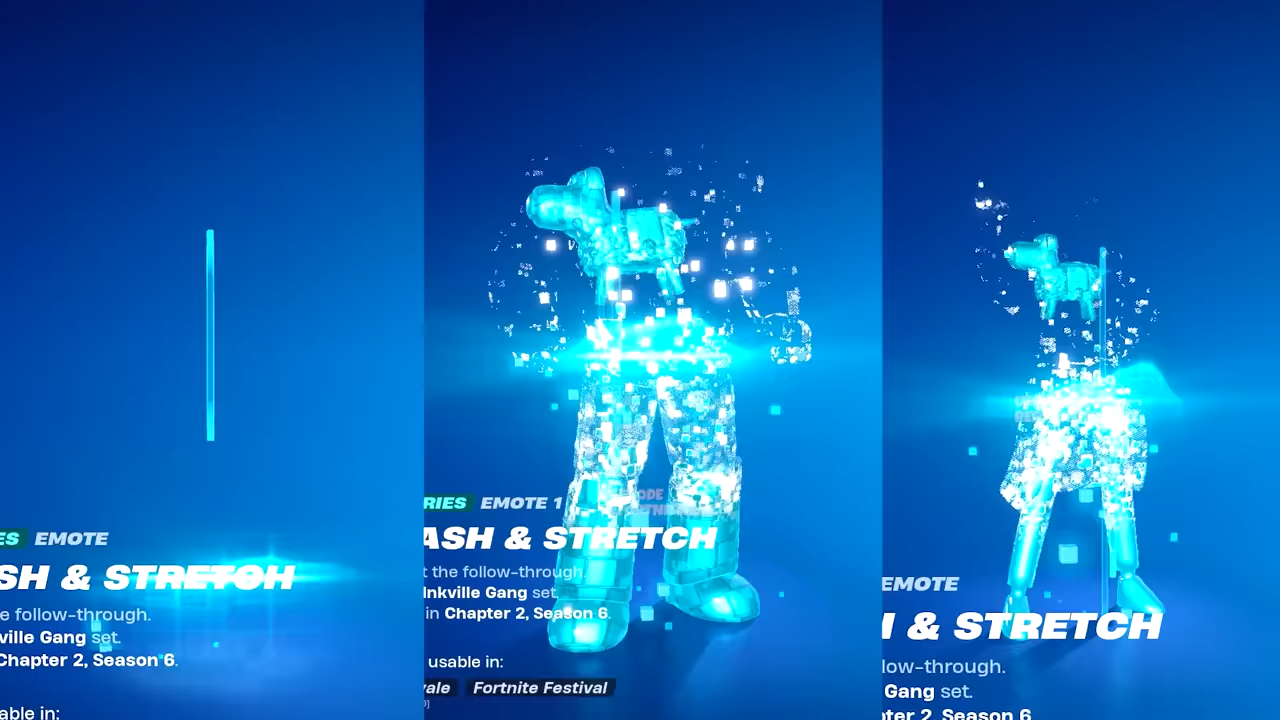 ES EMOTE
SH & STRETCH
e follow-through.
ville Gang set.
Chapter 2, Season 6.
able in:
RIES EMOTE 1
ASH & STRETCH
t the follow-through.
Inkville Gang set.
in Chapter 2, Season 6.
usable in:
yale Fortnite Festival
EMOTE
H & STRETCH
low-through.
Gang set.
pter 2, Season 6